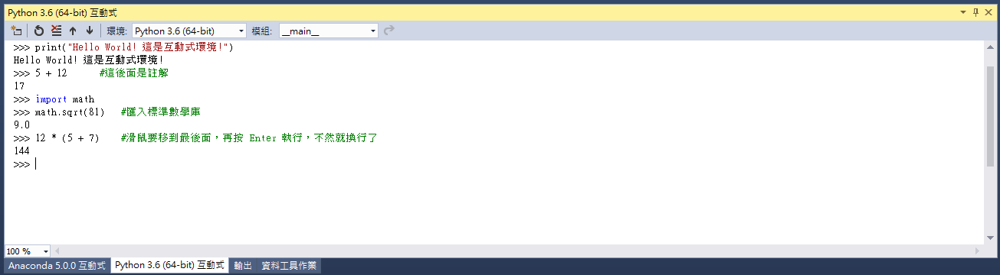 Python 3.6 (64-bit) 互動式
環境: Python 3.6 (64-bit) 模組: __main__
>>> print("Hello World! 這是互動式環境!")
Hello World! 這是互動式環境!
>>> 5 + 12 #這後面是註解
17
>>> import math
>>> math.sqrt(81) #匯入標準數學庫
9.0
>>> 12 * (5 + 7) #滑鼠要移到最後面，再按 Enter 執行，不然就換行了
144
>>>
100 %
Anaconda 5.0.0 互動式 Python 3.6 (64-bit) 互動式 輸出 資料工具作業